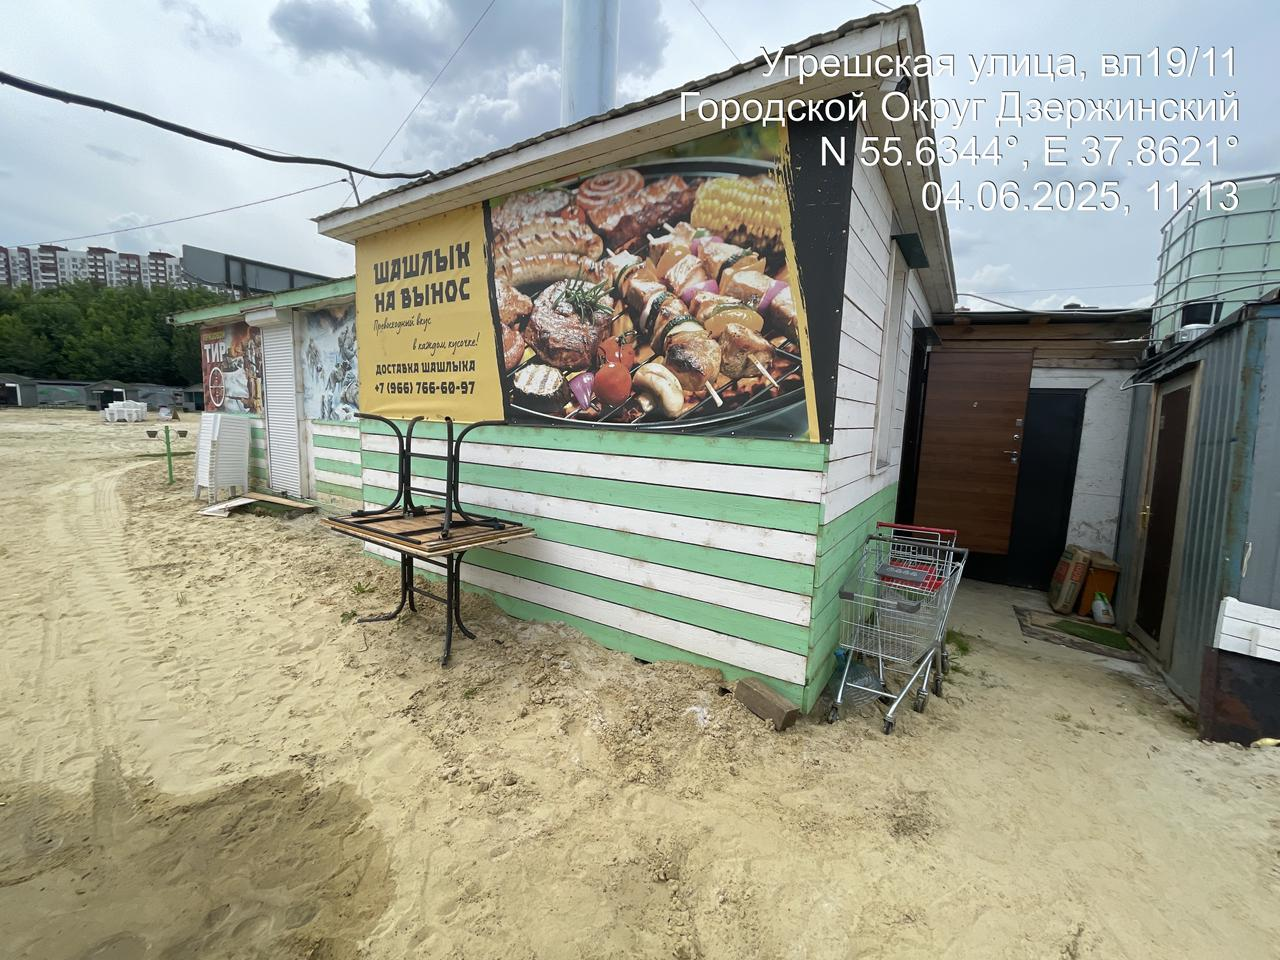 Угрешская улица, вл19/11
Городской Округ Дзержинский
N 55.6344°, E 37.8621°
04.06.2025, 11:13
ШАШЛЫК
НА ВЫНОС
Превосходный вкус
в каждом кусочке!
ДОСТАВКА ШАШЛЫКА
+7 (966) 766-60-97
ТИР